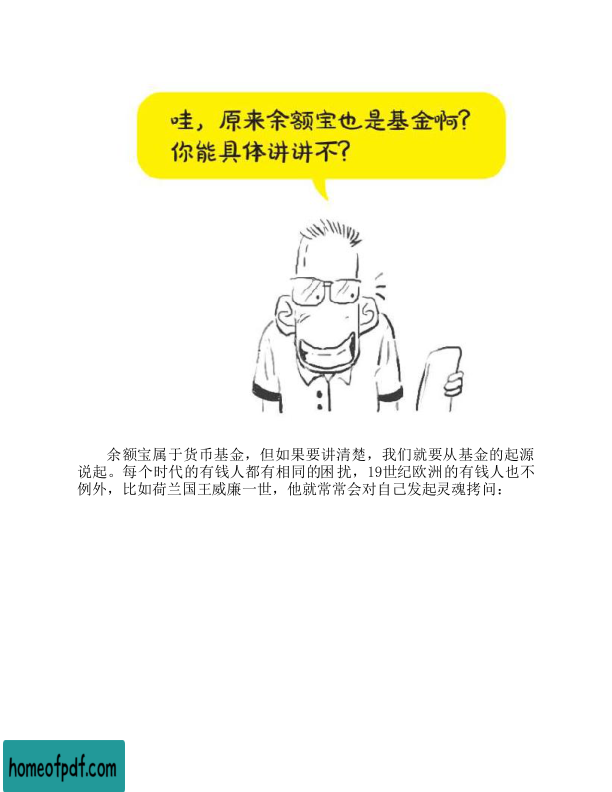 哇，原来余额宝也是基金啊？
你能具体讲讲不？
余额宝属于货币基金，但如果要讲清楚，我们就要从基金的起源
说起。每个时代的有钱人都有相同的困扰，19世纪欧洲的有钱人也不
例外，比如荷兰国王威廉一世，他就常常会对自己发起灵魂拷问：
homeofpdf.com